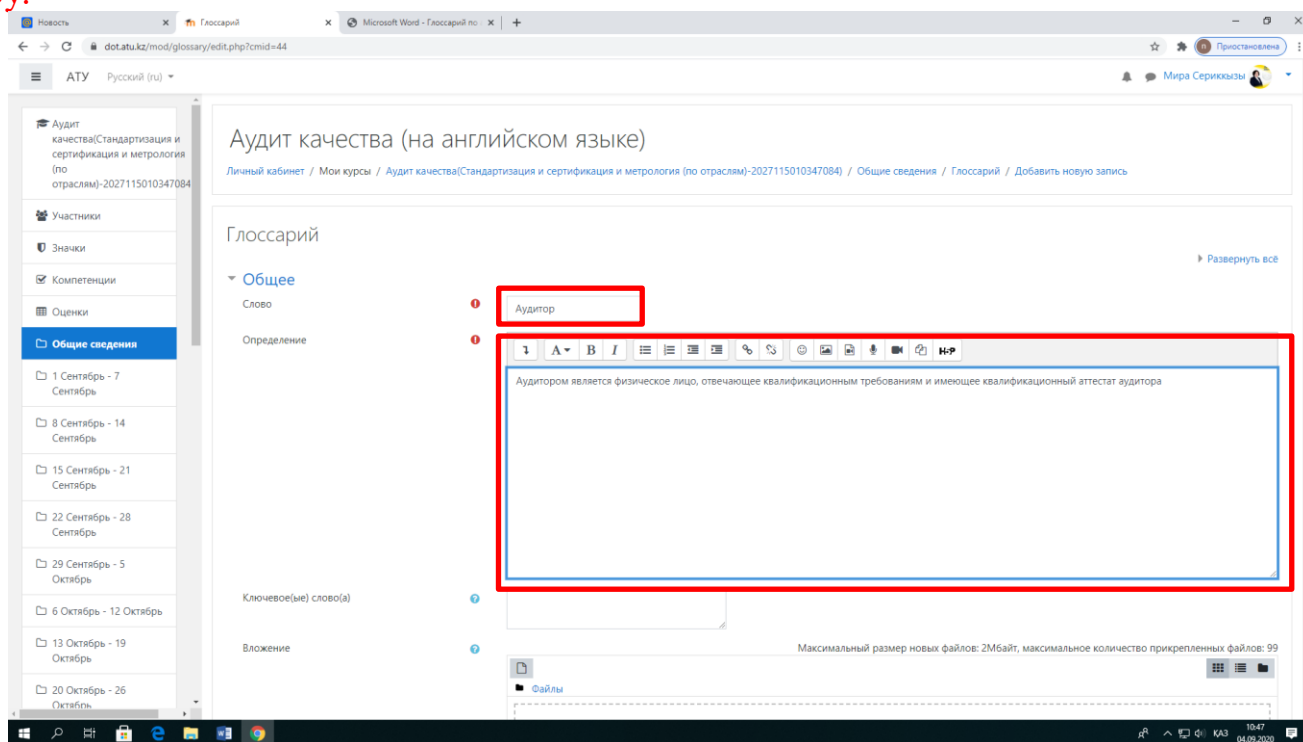 у.
Новость
Глоссарий
Microsoft Word - Глоссарий по
dot.atu.kz/mod/glossary/edit.php?cmid=44
Приостановлена
АТУ Русский (ru)
Мира Сериккызы
Аудит
качества(Стандартизация и
сертификация и метрология
(по
отраслям)-2027115010347084
Участники
Значки
Компетенции
Оценки
Общие сведения
1 Сентябрь - 7
Сентябрь
8 Сентябрь - 14
Сентябрь
15 Сентябрь - 21
Сентябрь
22 Сентябрь - 28
Сентябрь
29 Сентябрь - 5
Октябрь
6 Октябрь - 12 Октябрь
13 Октябрь - 19
Октябрь
20 Октябрь - 26
Октябрь
Аудит качества (на английском языке)
Личный кабинет / Мои курсы / Аудит качества(Стандартизация и сертификация и метрология (по отраслям)-2027115010347084) / Общие сведения / Глоссарий / Добавить новую запись
Глоссарий
Развернуть всё
Общее
Слово
Аудитор
Определение
A B I H-P
Аудитором является физическое лицо, отвечающее квалификационным требованиям и имеющее квалификационный аттестат аудитора
Ключевое(ые) слово(а)
Вложение
Максимальный размер новых файлов: 2Мбайт, максимальное количество прикрепленных файлов: 99
Файлы
ҚАЗ
10:47
04.09.2020